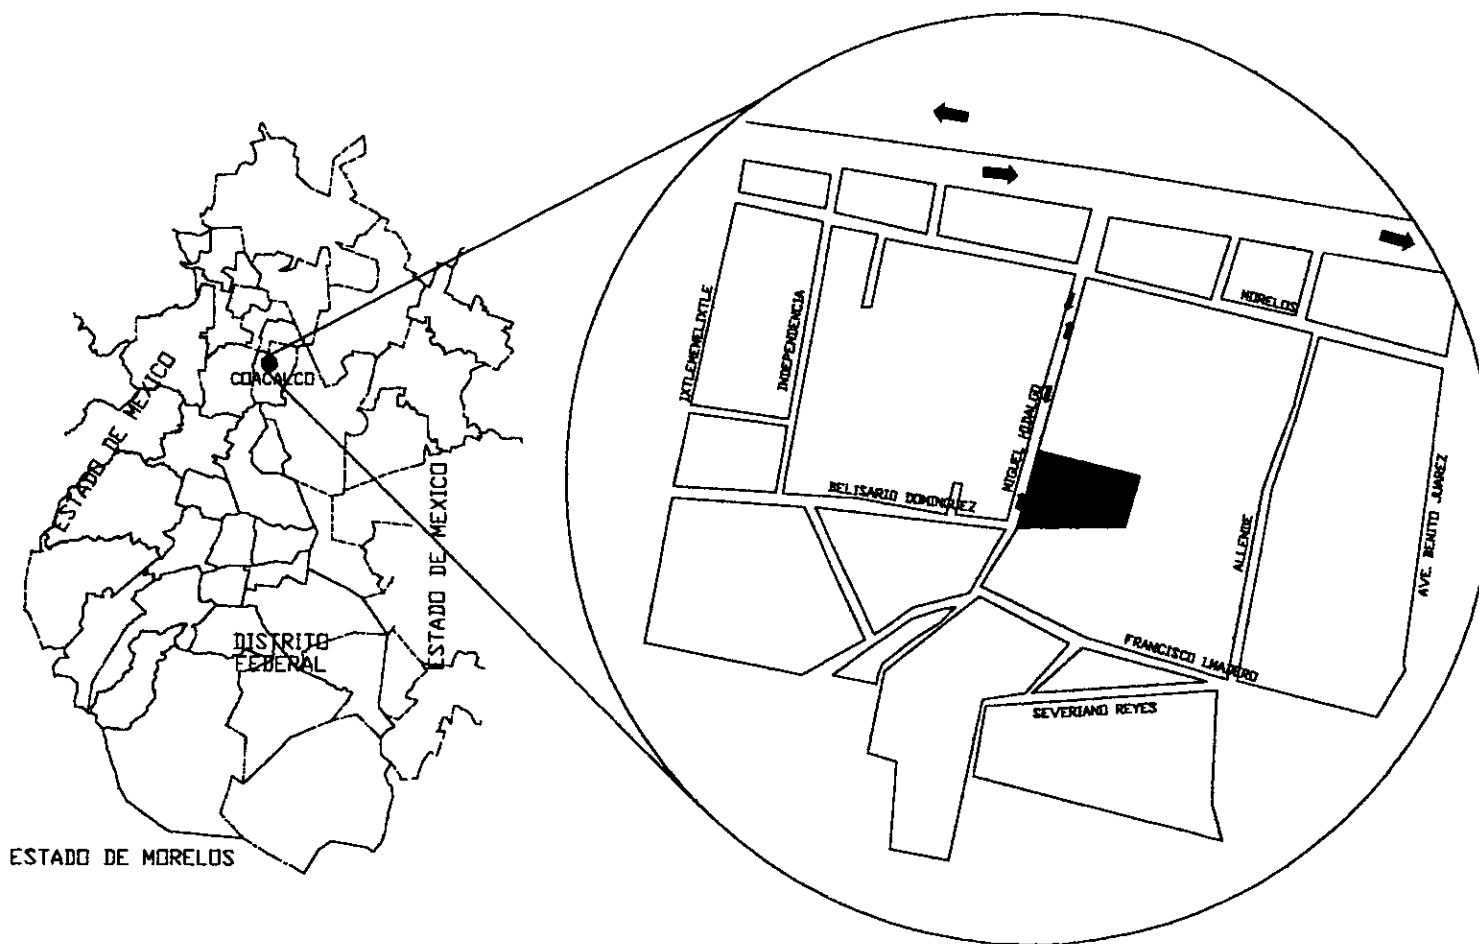 COACALCO
ESTADO DE MEXICO
ESTADO DE MEXICO
DISTRITO
FEDERAL
ESTADO DE MORELOS
IXTLEMEMELIXTLE
INDEPENDENCIA
MORELOS
MIGUEL HIDALGO
BELISARIO DOMINGUEZ
ALLENDE
AVE. BENITO JUAREZ
FRANCISCO I.MADERO
SEVERIANO REYES